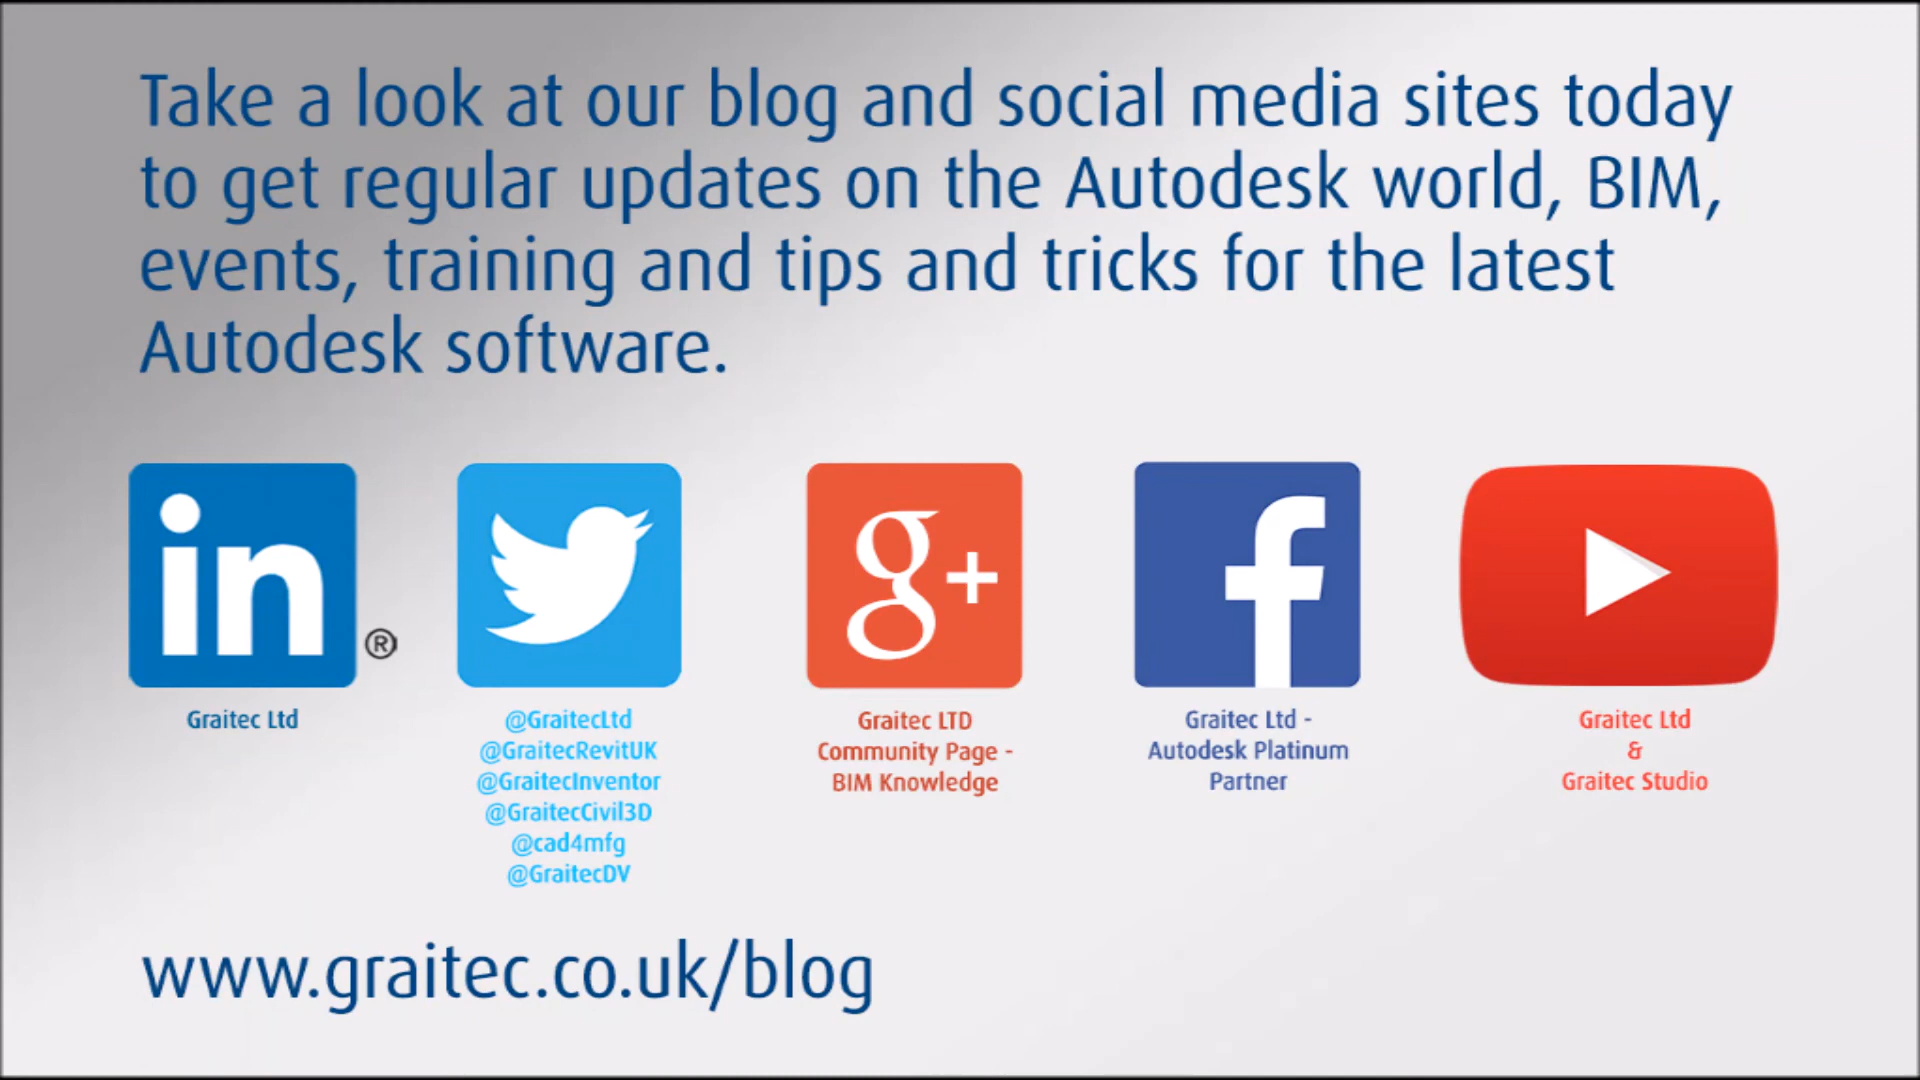 Take a look at our blog and social media sites today
to get regular updates on the Autodesk world, BIM,
events, training and tips and tricks for the latest
Autodesk software.
in
®
g+
f
Graitec Ltd
@GraitecLtd
@GraitecRevitUK
@GraitecInventor
@GraitecCivil3D
@cad4mfg
@GraitecDV
Graitec LTD
Community Page -
BIM Knowledge
Graitec Ltd -
Autodesk Platinum
Partner
Graitec Ltd
&
Graitec Studio
www.graitec.co.uk/blog